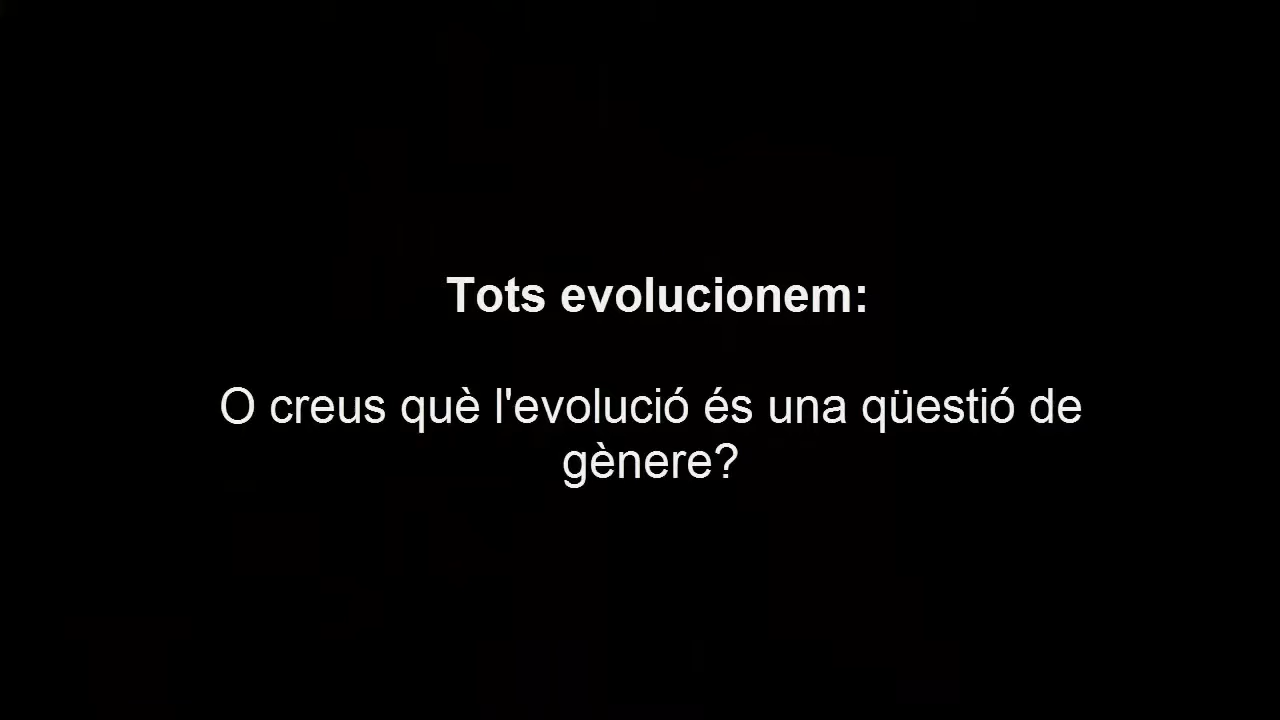 Tots evolucionem:
O creus què l'evolució és una qüestió de
gènere?